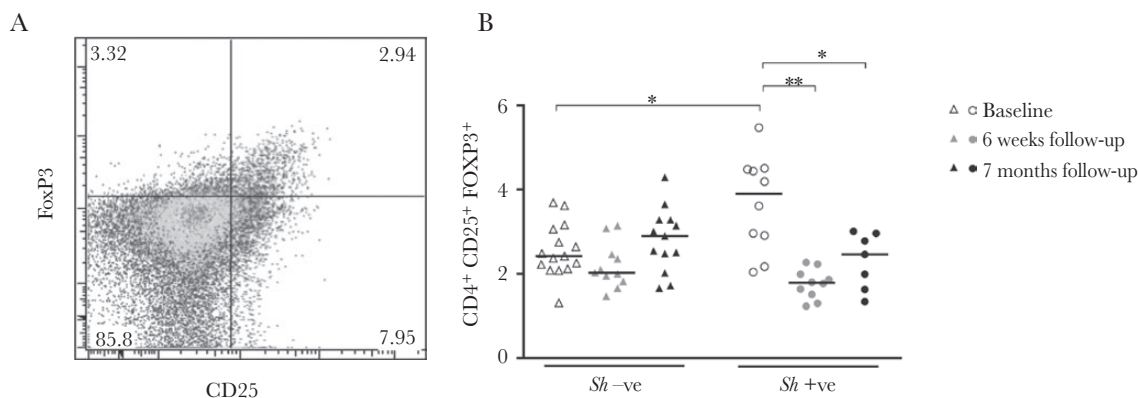 A
3.32 2.94
FoxP3
85.8 7.95
CD25
B
*
**
*
6
4
2
0
CD4⁺ CD25⁺ FOXP3⁺
Sh –ve Sh +ve
Baseline
6 weeks follow-up
7 months follow-up